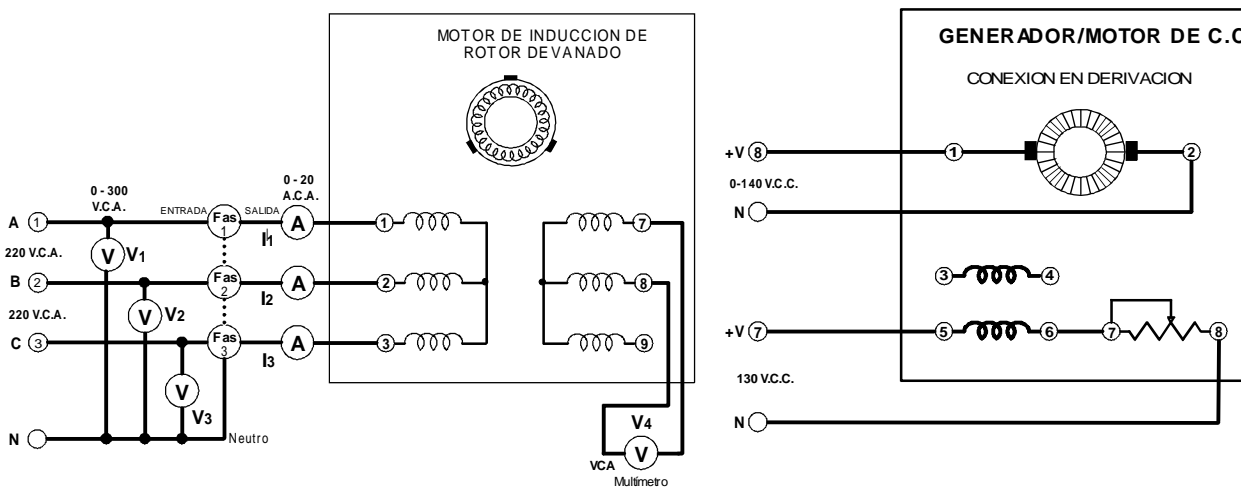 MOTOR DE INDUCCION DE
ROTOR DEVANADO
0 - 300
V.C.A.
ENTRADA
SALIDA
0 - 20
A.C.A.
A 1
Fas
1
I1
A
1
7
220 V.C.A.
V V1
B 2
Fas
2
I2
A
2
8
220 V.C.A.
V V2
C 3
Fas
3
I3
A
3
9
V
V3
N
Neutro
V4
VCA
V
Multímetro
GENERADOR/MOTOR DE C.C
CONEXION EN DERIVACION
+V 8
1
2
0-140 V.C.C.
N
3
4
+V 7
5
6
7
8
130 V.C.C.
N